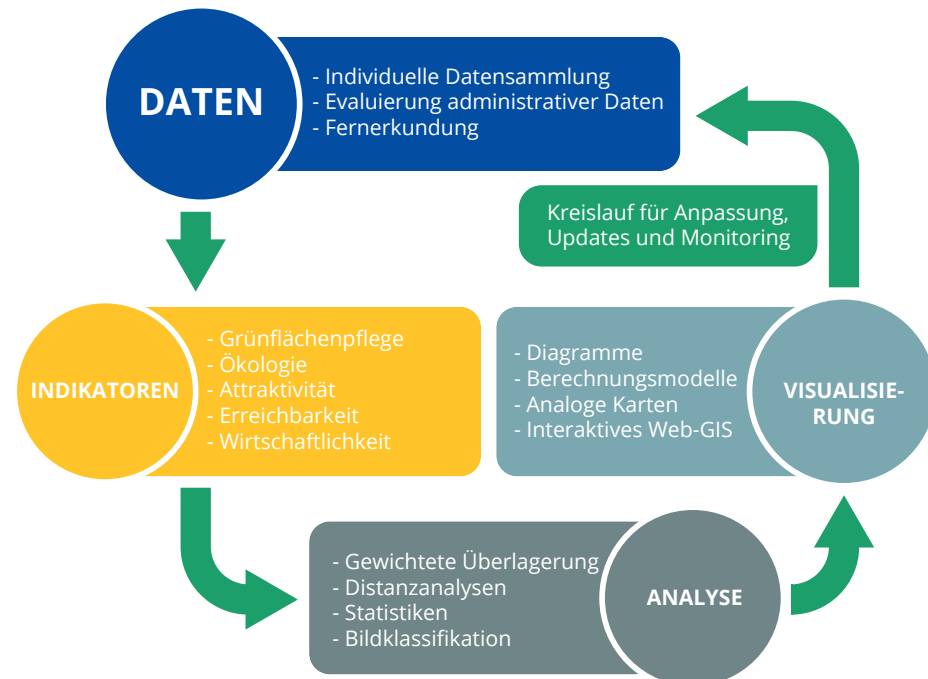 DATEN
- Individuelle Datensammlung
- Evaluierung administrativer Daten
- Fernerkundung
Kreislauf für Anpassung,
Updates und Monitoring
INDIKATOREN
- Grünflächenpflege
- Ökologie
- Attraktivität
- Erreichbarkeit
- Wirtschaftlichkeit
- Diagramme
- Berechnungsmodelle
- Analoge Karten
- Interaktives Web-GIS
VISUALISIE-
RUNG
- Gewichtete Überlagerung
- Distanzanalysen
- Statistiken
- Bildklassifikation
ANALYSE